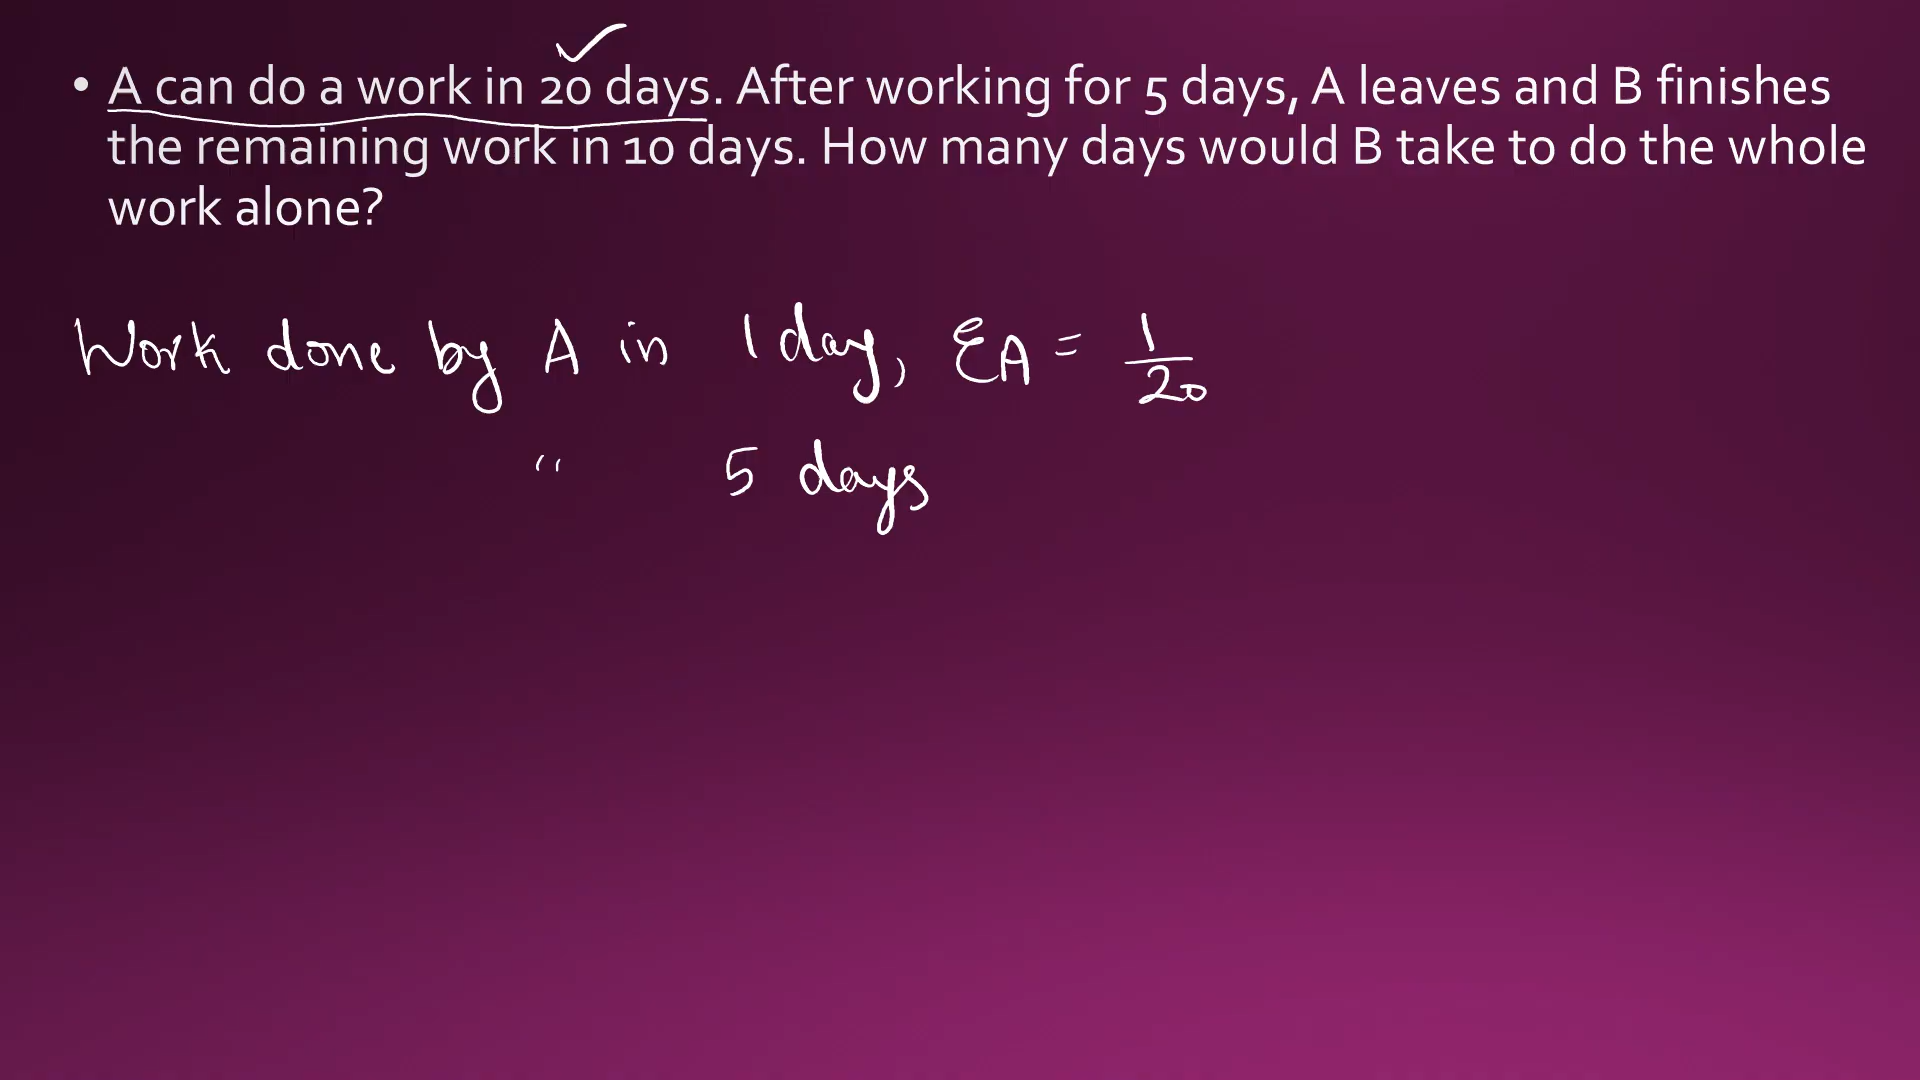 • A can do a work in 20 days. After working for 5 days, A leaves and B finishes
the remaining work in 10 days. How many days would B take to do the whole
work alone?
Work done by A in 1 day, ℰA = 1/20
" 5 days